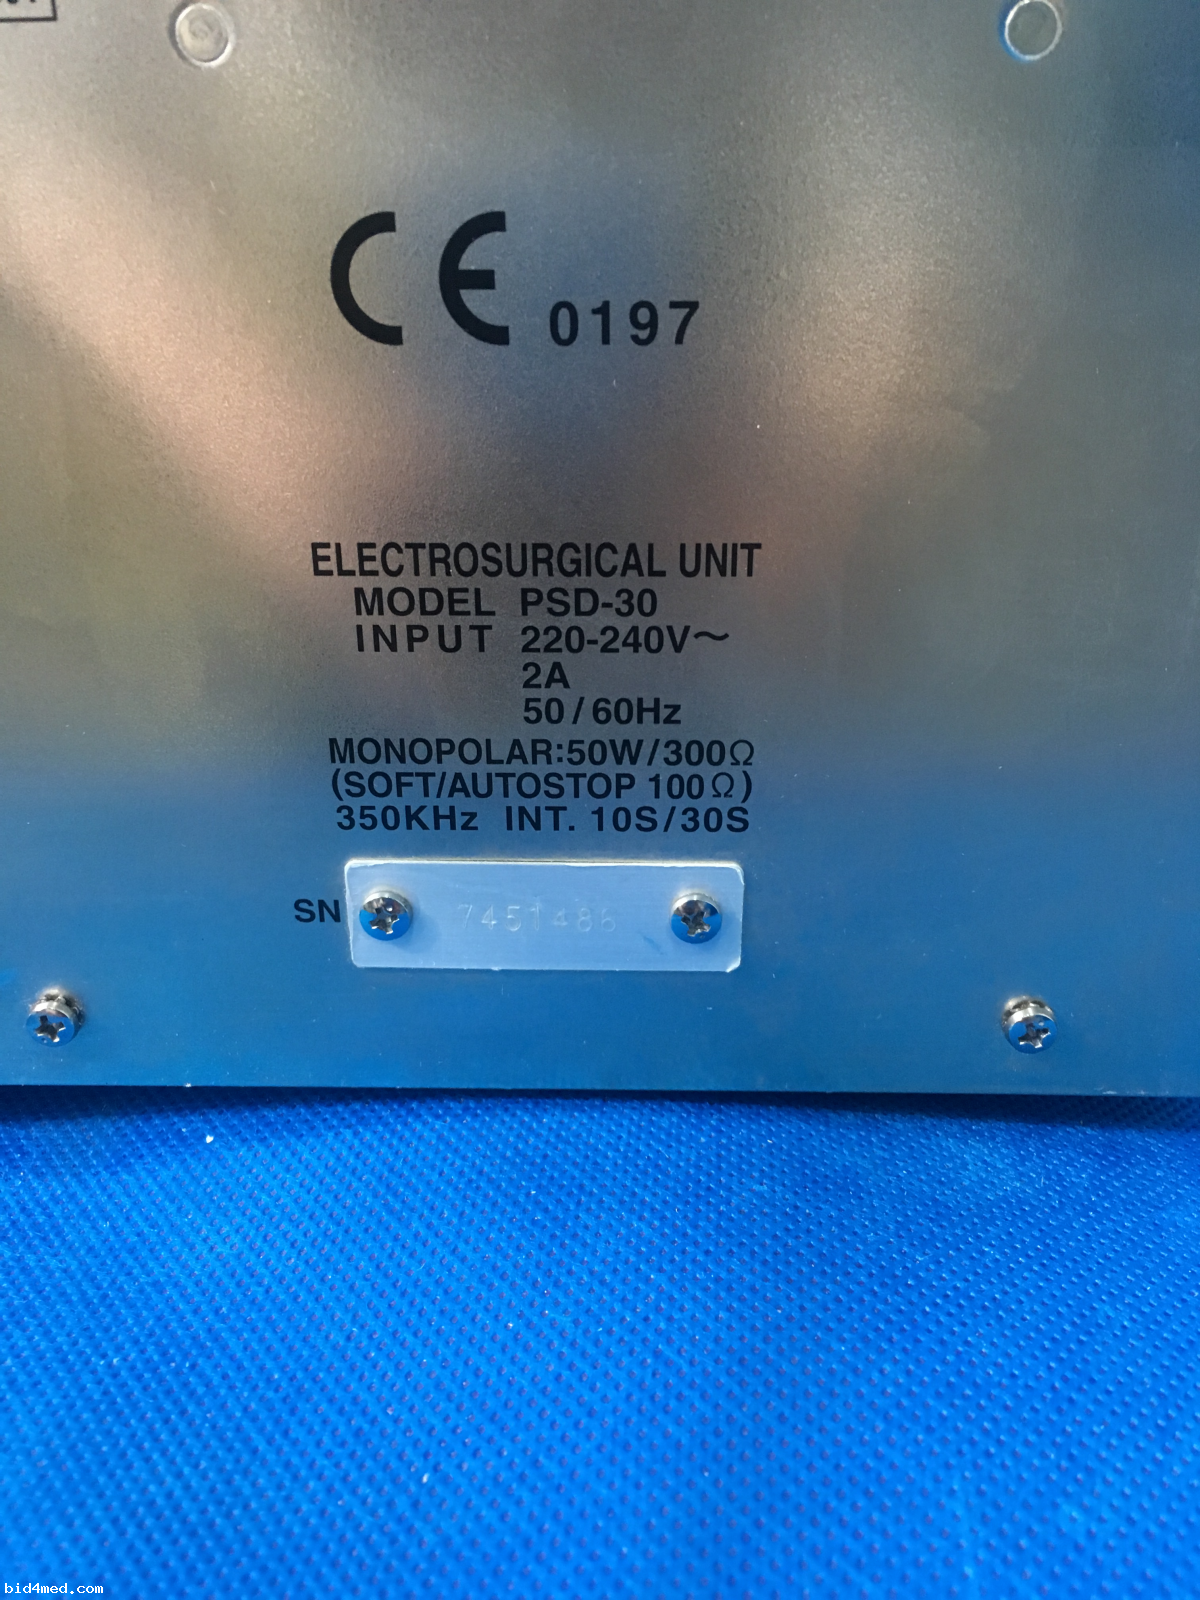 CE 0197
ELECTROSURGICAL UNIT
MODEL PSD-30
INPUT 220-240V~
2A
50/60Hz
MONOPOLAR:50W/300Ω
(SOFT/AUTOSTOP 100Ω)
350KHz INT. 10S/30S
SN 7451486
bid4med.com